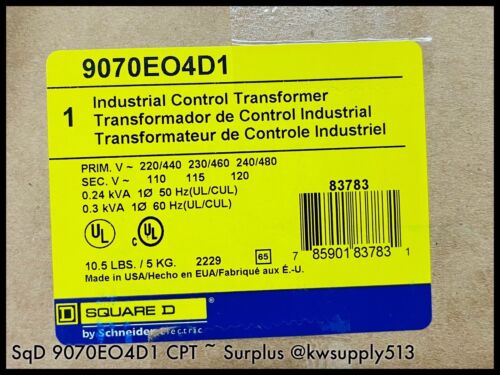 9070EO4D1
1
Industrial Control Transformer
Transformador de Control Industrial
Transformateur de Controle Industriel
PRIM. V ~ 220/440 230/460 240/480
SEC. V ~ 110 115 120
0.24 kVA 1Ø 50 Hz(UL/CUL)
0.3 kVA 1Ø 60 Hz(UL/CUL)
83783
UL
c UL
10.5 LBS. / 5 KG. 2229 65
7 85901 83783 1
Made in USA/Hecho en EUA/Fabriqué aux É.-U.
D SQUARE D
by Schneider Electric
SqD 9070EO4D1 CPT ~ Surplus @kwsupply513